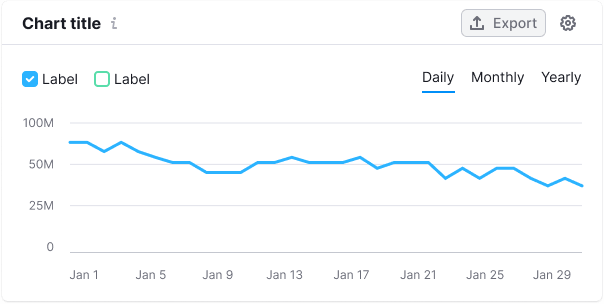 Chart title i Export
Label Label Daily Monthly Yearly
100M
50M
25M
0
Jan 1 Jan 5 Jan 9 Jan 13 Jan 17 Jan 21 Jan 25 Jan 29